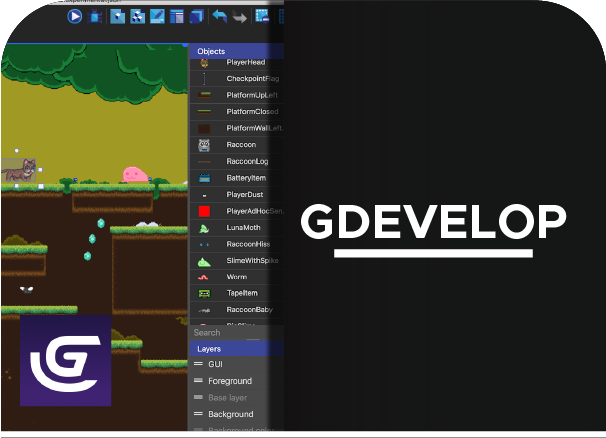 Objects
PlayerHead
CheckpointFlag
PlatformUpLeft
PlatformClosed
PlatformWallLeft.
Raccoon
RaccoonLog
BatteryItem
PlayerDust
PlayerAdHocSen.
LunaMoth
RaccoonHiss
SlimeWithSpike
Worm
TapeItem
RaccoonBaby
Search
Layers
GUI
Foreground
Base layer
Background
GDEVELOP